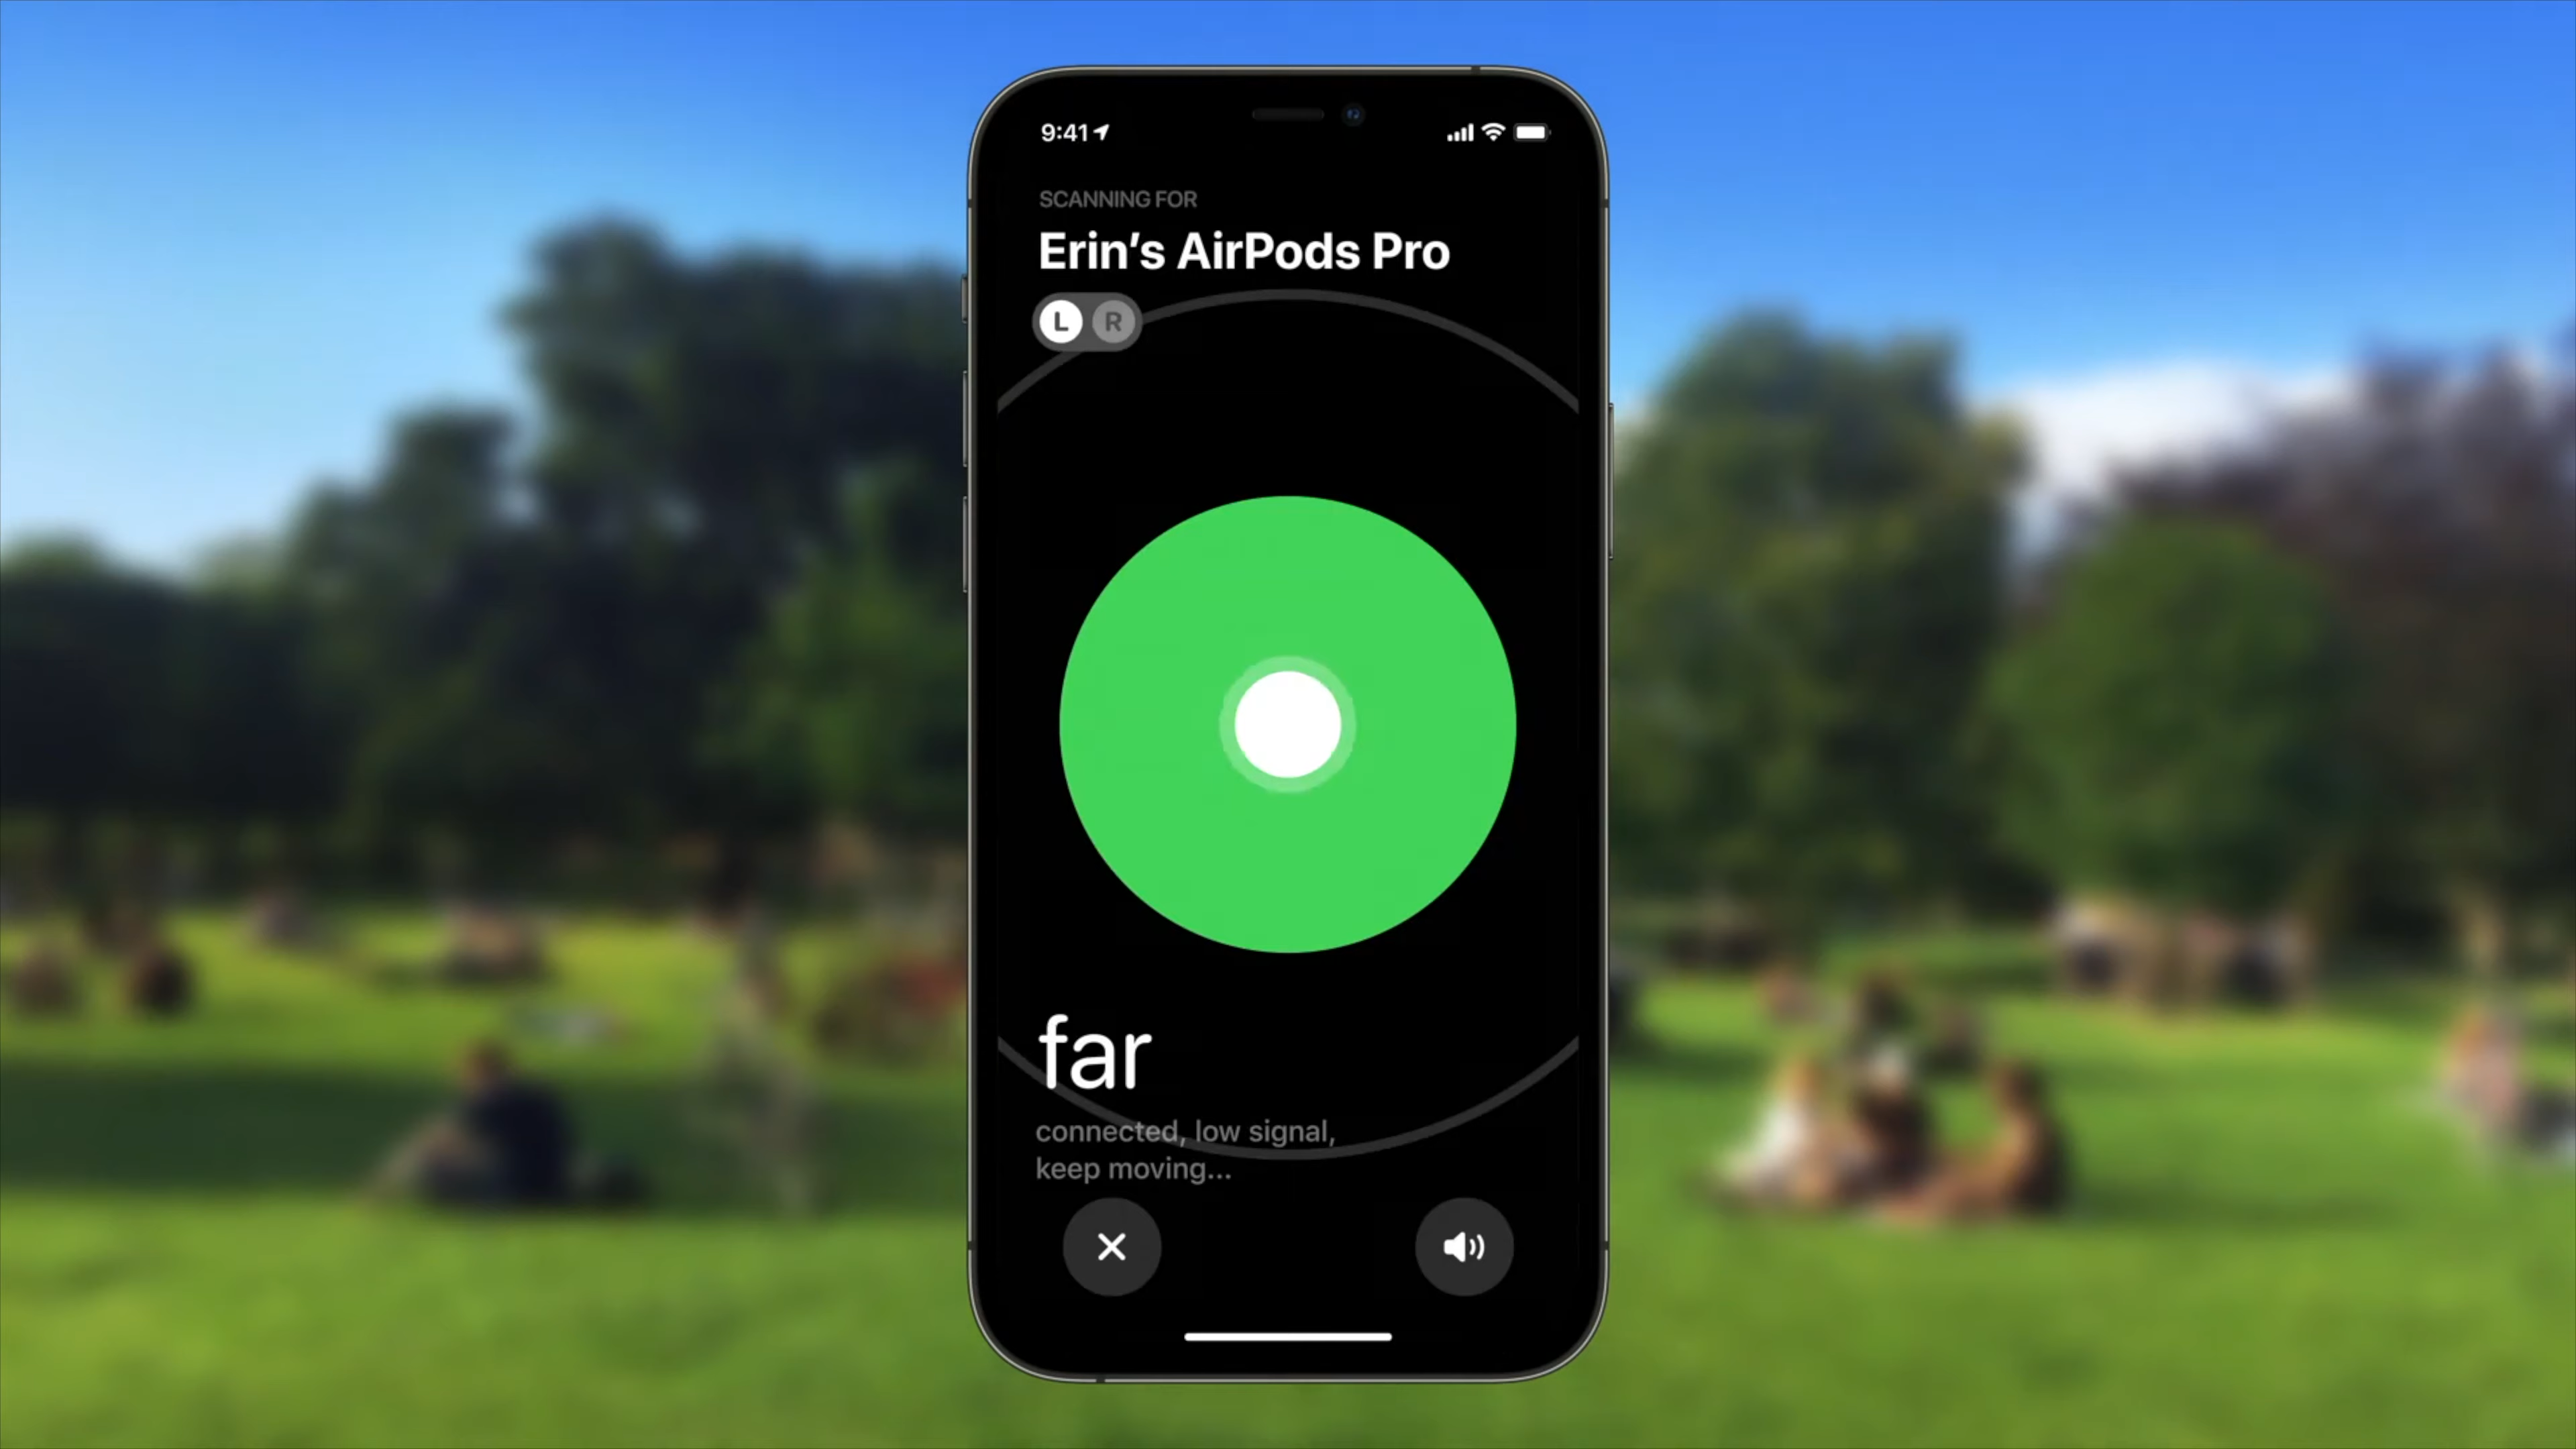 9:41
SCANNING FOR
Erin’s AirPods Pro
L R
far
connected, low signal,
keep moving...